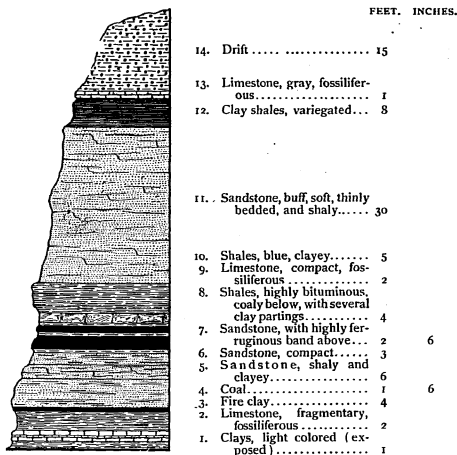 FEET. INCHES.
14. Drift ..... ............... 15
13. Limestone, gray, fossilifer-
ous................... 1
12. Clay shales, variegated... 8
11. Sandstone, buff, soft, thinly
bedded, and shaly...... 30
10. Shales, blue, clayey....... 5
9. Limestone, compact, fos-
siliferous .............. 2
8. Shales, highly bituminous,
coaly below, with several
clay partings........... 4
7. Sandstone, with highly fer-
ruginous band above... 2 6
6. Sandstone, compact...... 3
5. Sandstone, shaly and
clayey................. 6
4. Coal..................... 1 6
3. Fire clay................. 4
2. Limestone, fragmentary,
fossiliferous ............ 2
1. Clays, light colored (ex-
posed)................ 1